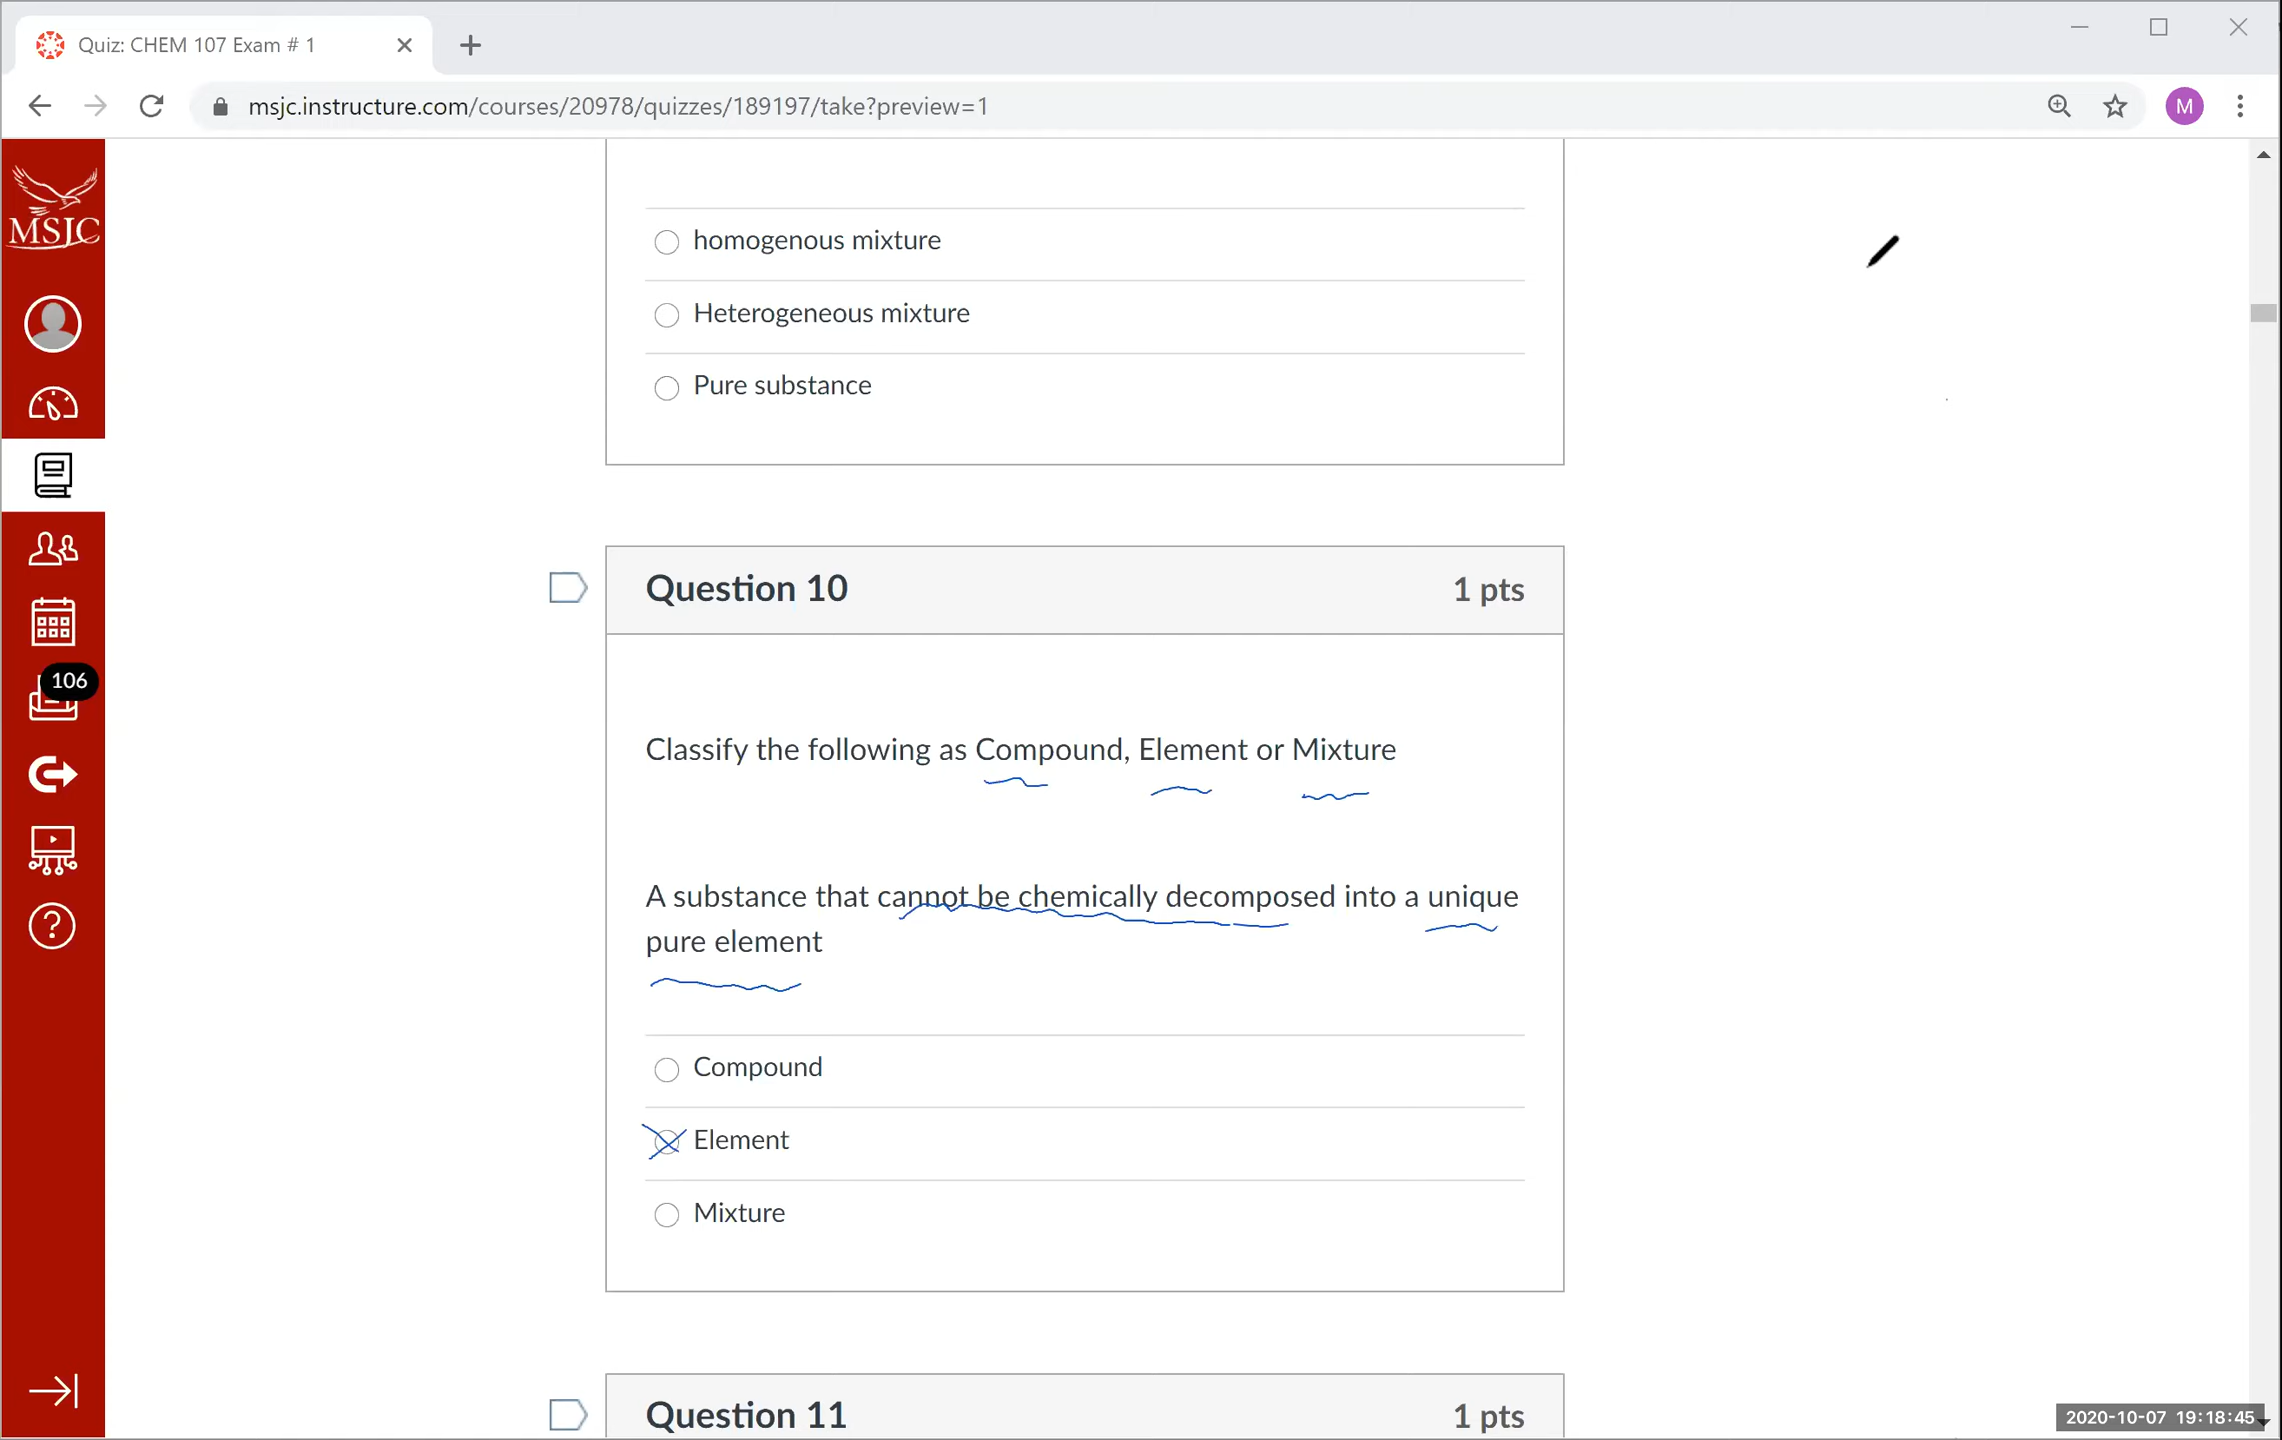 Quiz: CHEM 107 Exam # 1
msjc.instructure.com/courses/20978/quizzes/189197/take?preview=1
M
MSJC
homogenous mixture
Heterogeneous mixture
Pure substance
Question 10
1 pts
106
Classify the following as Compound, Element or Mixture
A substance that cannot be chemically decomposed into a unique
pure element
Compound
Element
Mixture
Question 11
1 pts
2020-10-07 19:18:45